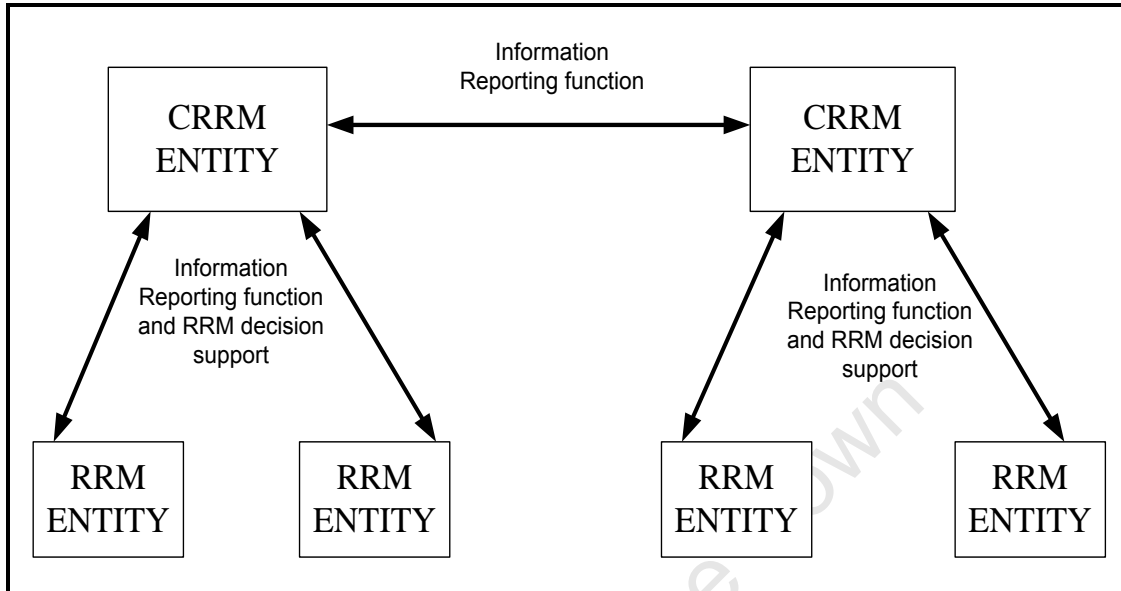 Information
Reporting function
CRRM
ENTITY
CRRM
ENTITY
Information
Reporting function
and RRM decision
support
Information
Reporting function
and RRM decision
support
RRM
ENTITY
RRM
ENTITY
RRM
ENTITY
RRM
ENTITY